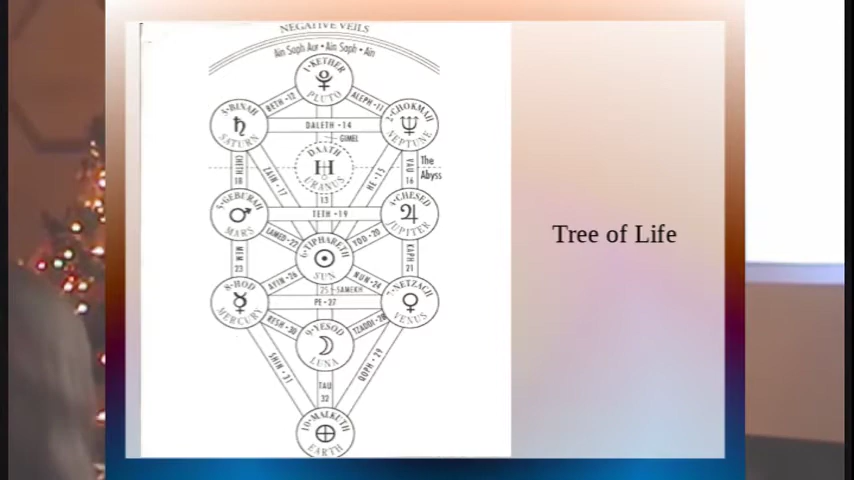 NEGATIVE VEILS
Ain Soph Aur • Ain Soph • Ain
1•KETHER
PLUTO
BETH•12
ALEPH•11
3•BINAH
SATURN
2•CHOKMAH
NEPTUNE
DALETH•14
GIMEL
DAATH
URANUS
13
The
Abyss
CHITH
18
ZAIN•17
HE•15
VAU
16
5•GEBURAH
MARS
4•CHESED
JUPITER
TETH•19
LAMED•22
YOD•20
6•TIPHARETH
SUN
Tree of Life
MEM
23
KAPH
21
AYIN•26
NUN•24
25
SAMEKH
8•HOD
MERCURY
7•NETZACH
VENUS
PE•27
RESH•30
TZADDI•28
9•YESOD
LUNA
SHIN•31
QOPH•29
TAU
32
10•MALKUTH
EARTH